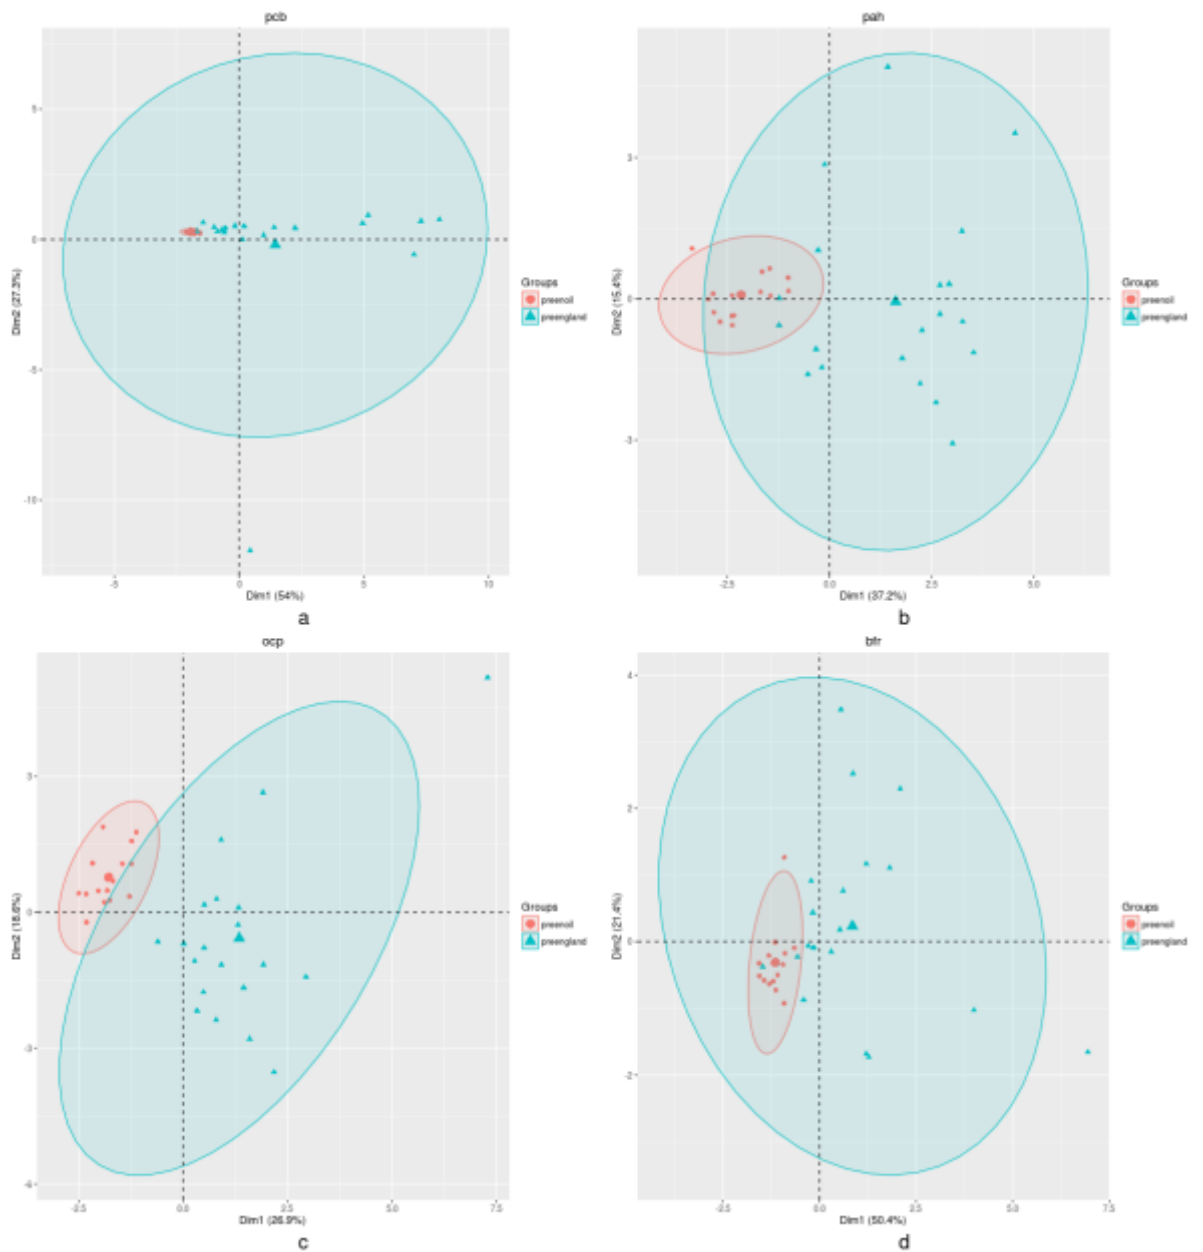 pcb
5
0
-5
-10
Dim2 (27.3%)
-5
0
5
10
Dim1 (54%)
Groups
preenoil
preengland
a
pah
3
0
-3
Dim2 (15.4%)
-2.5
0.0
2.5
5.0
Dim1 (37.2%)
Groups
preenoil
preengland
b
ocp
3
0
-3
-6
Dim2 (18.6%)
-2.5
0.0
2.5
5.0
7.5
Dim1 (26.9%)
Groups
preenoil
preengland
c
bfr
4
2
0
-2
Dim2 (21.4%)
-2.5
0.0
2.5
5.0
7.5
Dim1 (50.4%)
Groups
preenoil
preengland
d